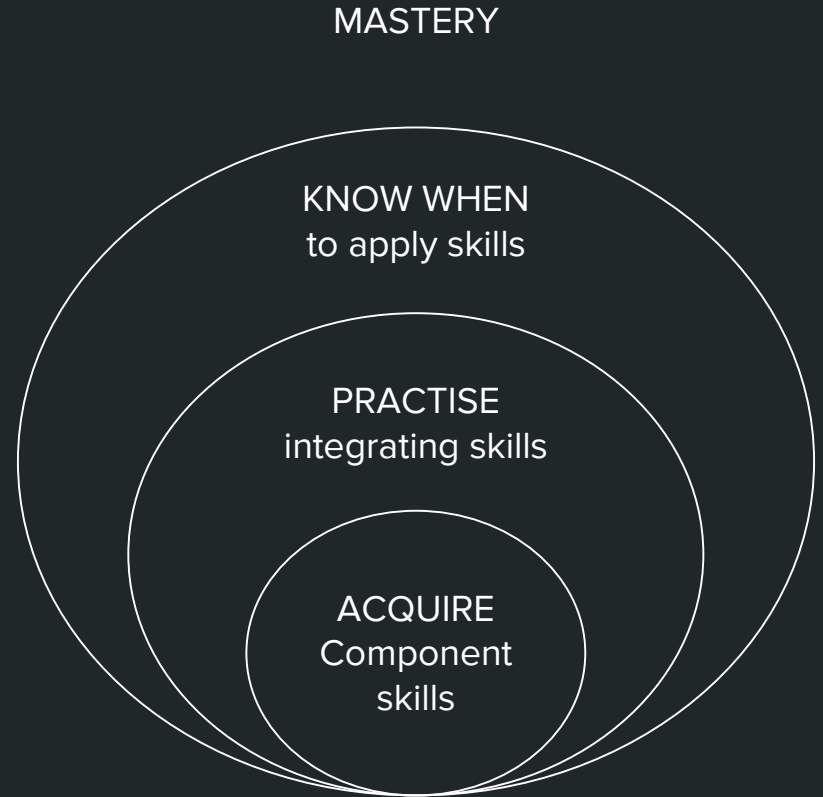 MASTERY
KNOW WHEN
to apply skills
PRACTISE
integrating skills
ACQUIRE
Component
skills